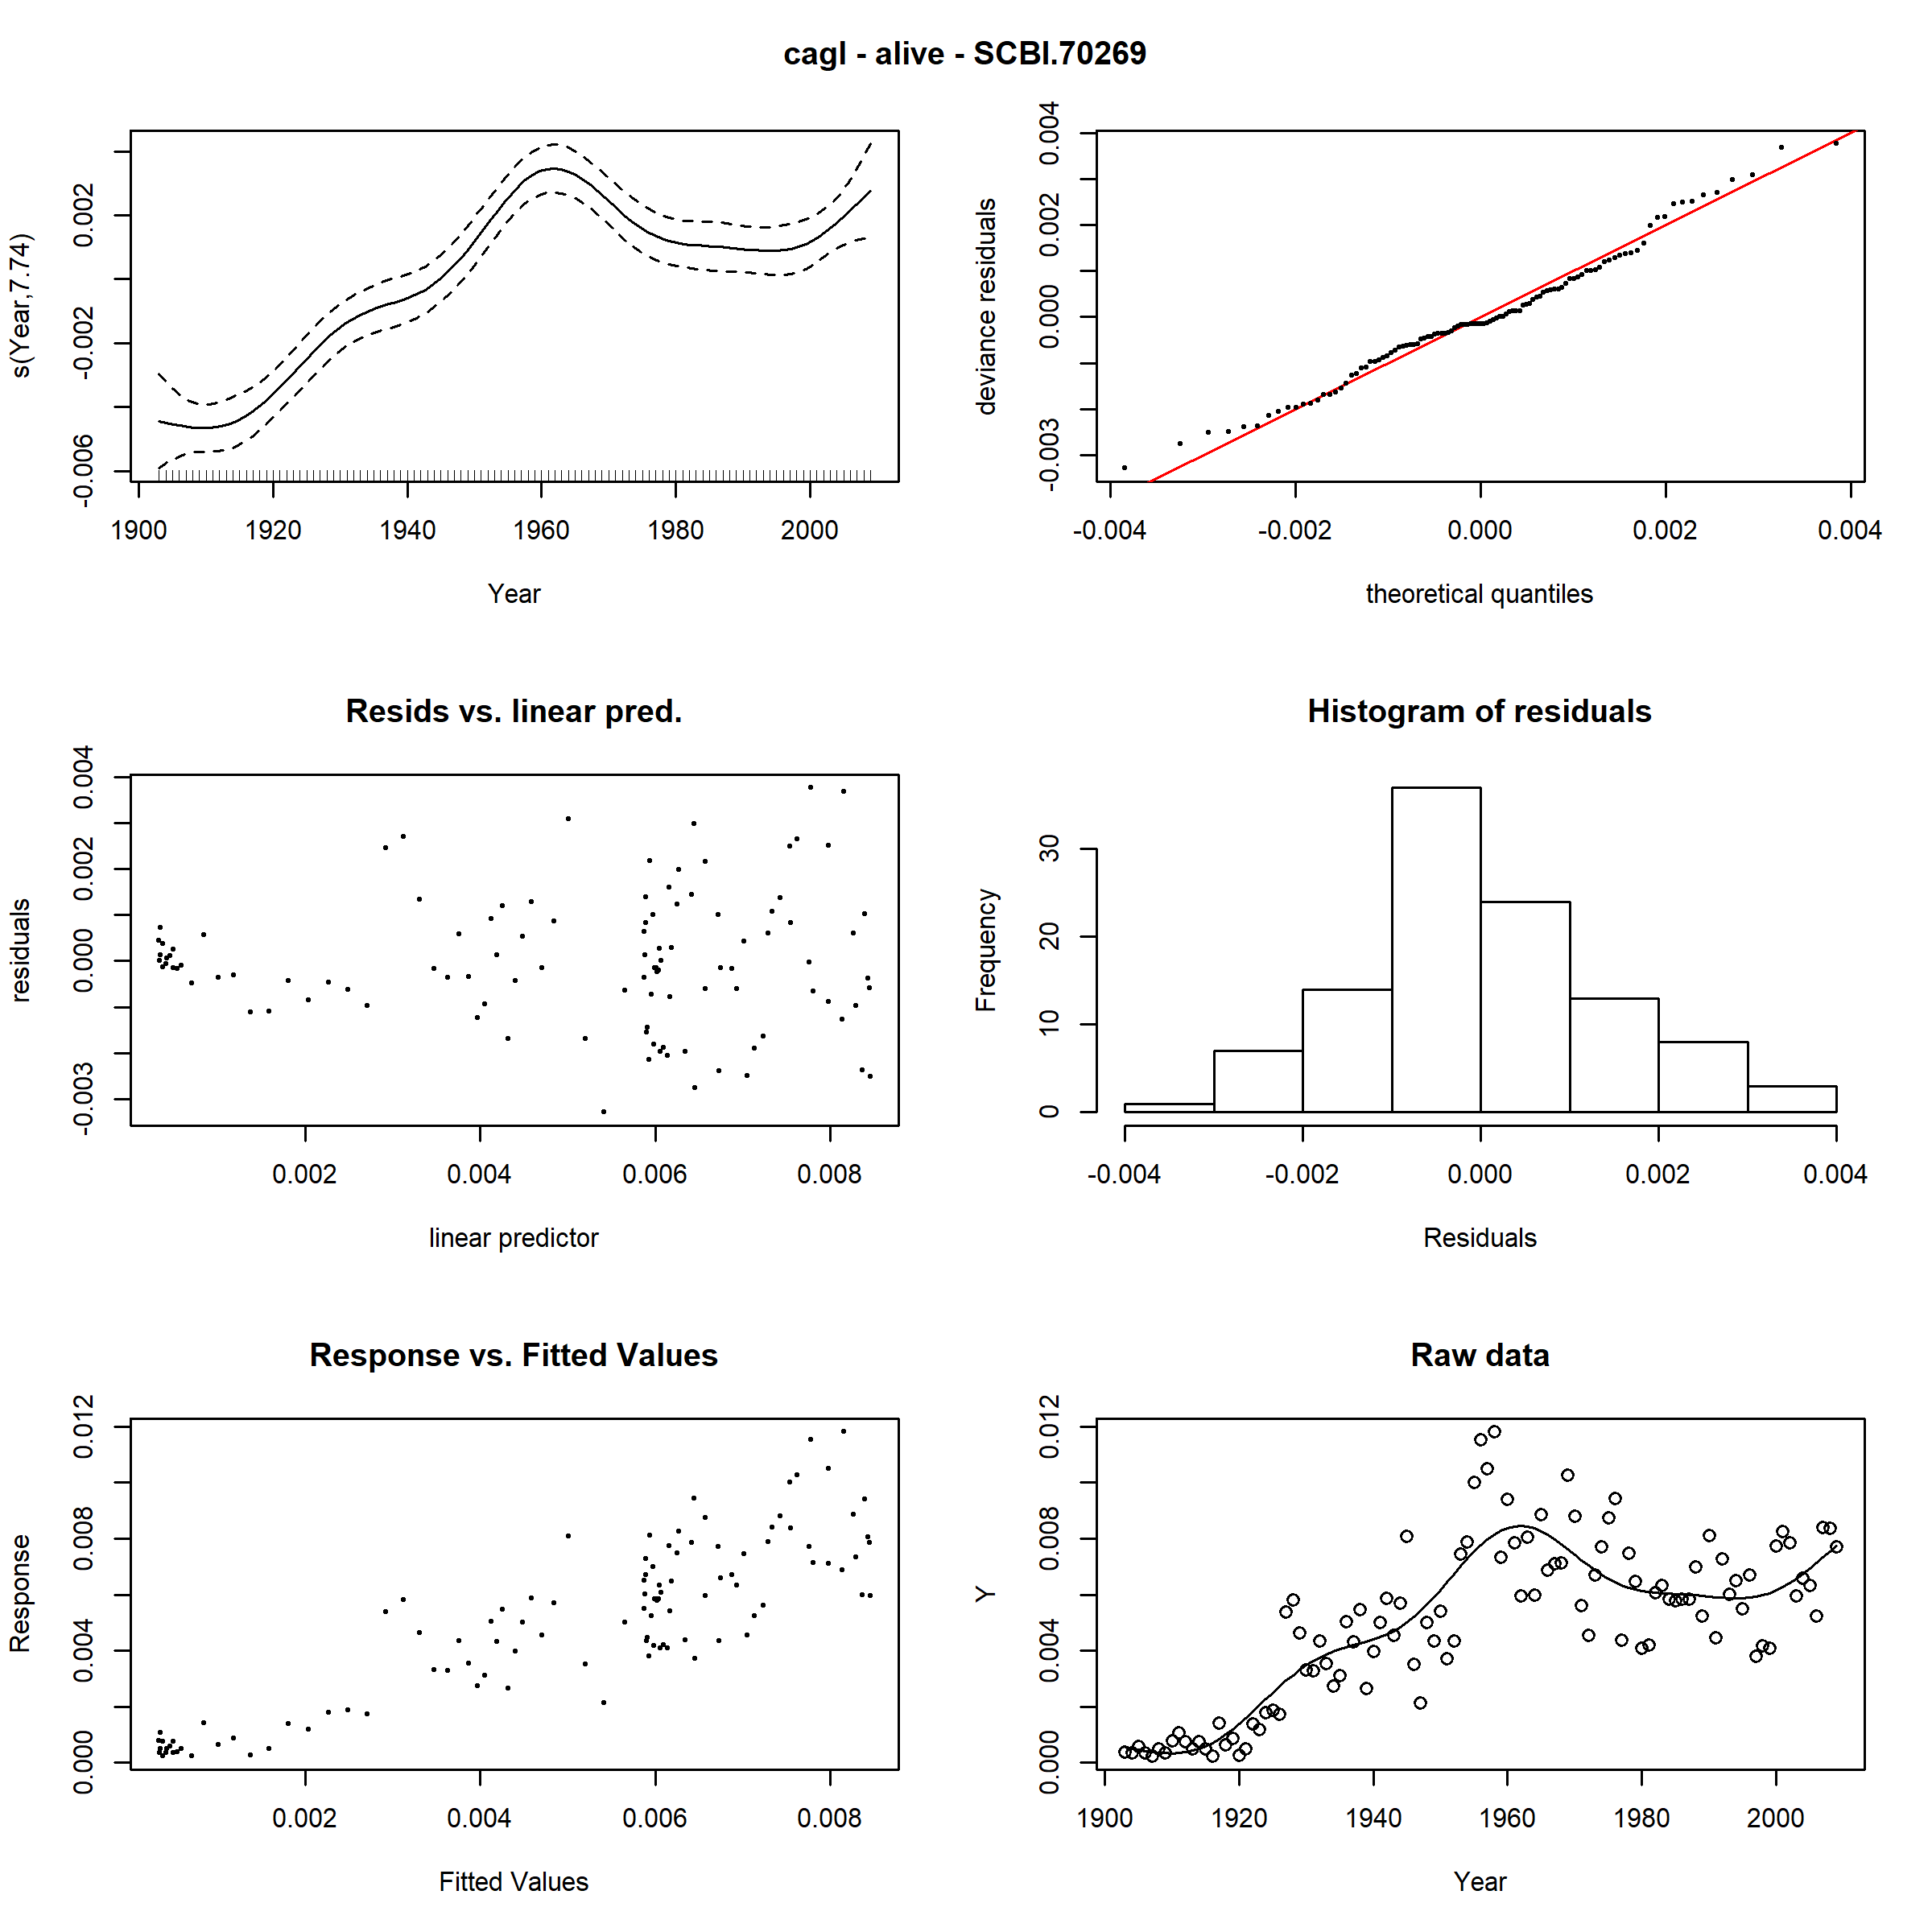 cagl - alive - SCBI.70269
s(Year,7.74)
0.002
-0.002
-0.006
1900 1920 1940 1960 1980 2000
Year
deviance residuals
0.004
0.002
0.000
-0.003
-0.004 -0.002 0.000 0.002 0.004
theoretical quantiles
Resids vs. linear pred.
residuals
0.004
0.002
0.000
-0.003
0.002 0.004 0.006 0.008
linear predictor
Histogram of residuals
Frequency
30
20
10
0
-0.004 -0.002 0.000 0.002 0.004
Residuals
Response vs. Fitted Values
Response
0.012
0.008
0.004
0.000
0.002 0.004 0.006 0.008
Fitted Values
Raw data
Y
0.012
0.008
0.004
0.000
1900 1920 1940 1960 1980 2000
Year